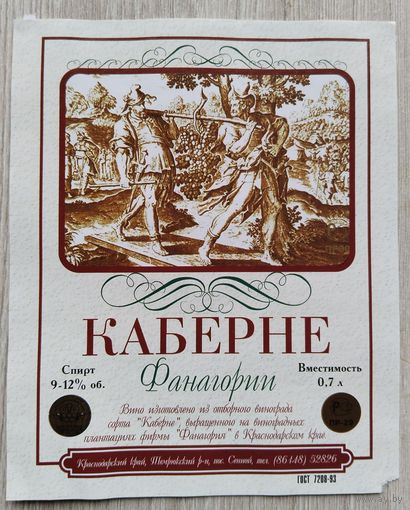 КАБЕРНЕ
Фанагории
Спирт
9-12% об.
Вместимость
0,7 л
Вино изготовлено из отборного винограда
сорта "Каберне", выращенного на виноградных
плантациях фирмы "Фанагория" в Краснодарском крае.
Краснодарский край, Темрюкский р-н, пос. Сенной, тел. (86148) 52826
ГОСТ 7208-93